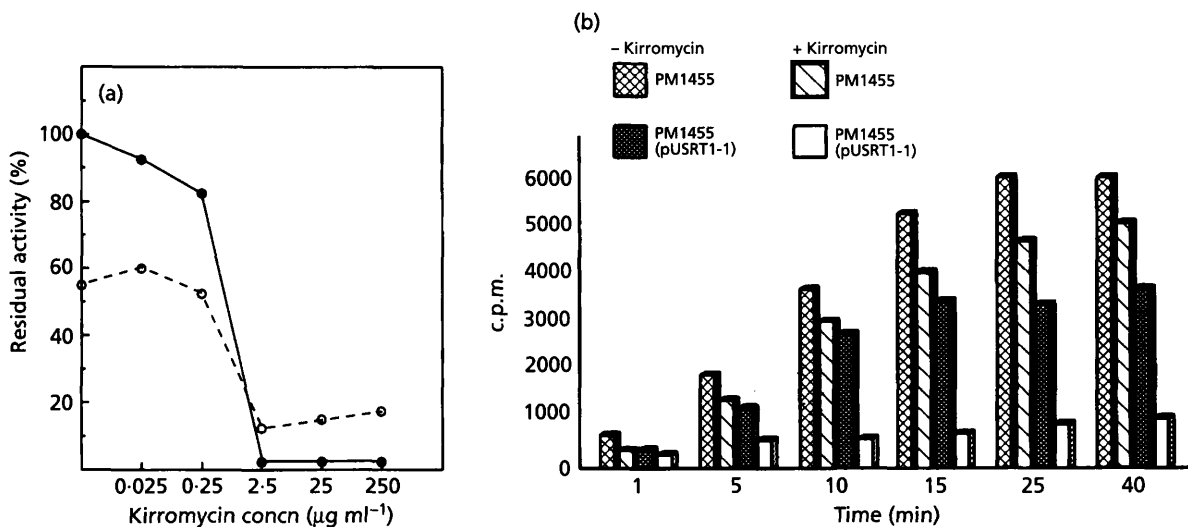 (a)
Residual activity (%)
100
80
60
40
20
0·025 0·25 2·5 25 250
Kirromycin concn (µg ml⁻¹)
(b)
– Kirromycin + Kirromycin
PM1455 PM1455
PM1455 (pUSRT1-1) PM1455 (pUSRT1-1)
c.p.m.
6000
5000
4000
3000
2000
1000
0
1 5 10 15 25 40
Time (min)